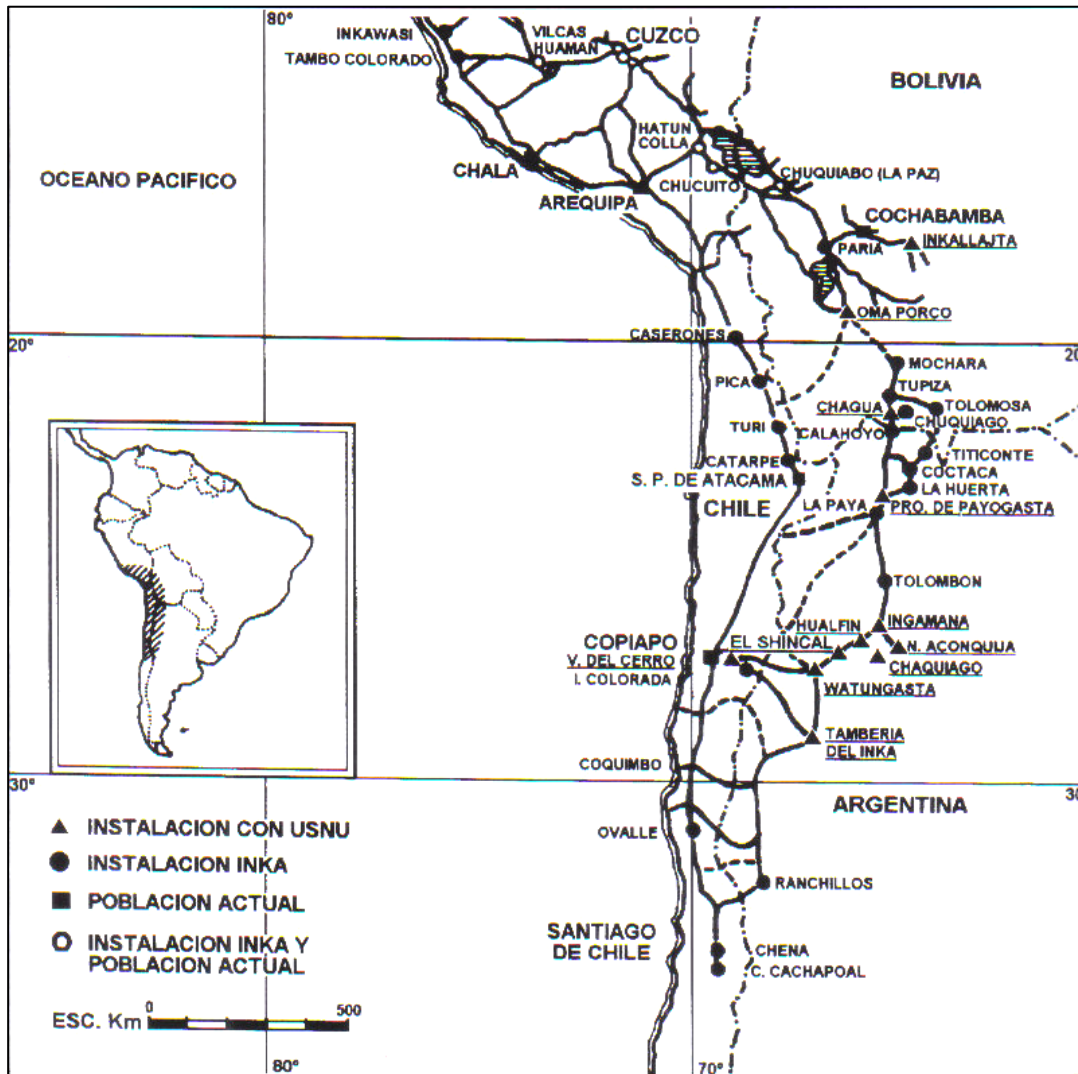 80°
INKAWASI
VILCAS
HUAMAN
CUZCO
TAMBO COLORADO
BOLIVIA
HATUN
COLLA
OCEANO PACIFICO
CHALA
CHUCUITO
CHUQUIABO (LA PAZ)
AREQUIPA
COCHABAMBA
PARIA
INKALLAJTA
OMA PORCO
20°
CASERONES
20
MOCHARA
PICA
TUPIZA
CHAGUA
TOLOMOSA
CHUQUIAGO
TURI
CALAHOYO
TITICONTE
CATARPE
COCTACA
S. P. DE ATACAMA
LA HUERTA
CHILE
LA PAYA
PRO. DE PAYOGASTA
TOLOMBON
INGAMANA
HUALFIN
COPIAPO
EL SHINCAL
N. ACONQUIJA
V. DEL CERRO
CHAQUIAGO
I. COLORADA
WATUNGASTA
TAMBERIA
DEL INKA
COQUIMBO
30°
30
ARGENTINA
OVALLE
RANCHILLOS
SANTIAGO
DE CHILE
CHENA
C. CACHAPOAL
INSTALACION CON USNU
INSTALACION INKA
POBLACION ACTUAL
INSTALACION INKA Y
POBLACION ACTUAL
0 500
ESC. Km
80°
70°